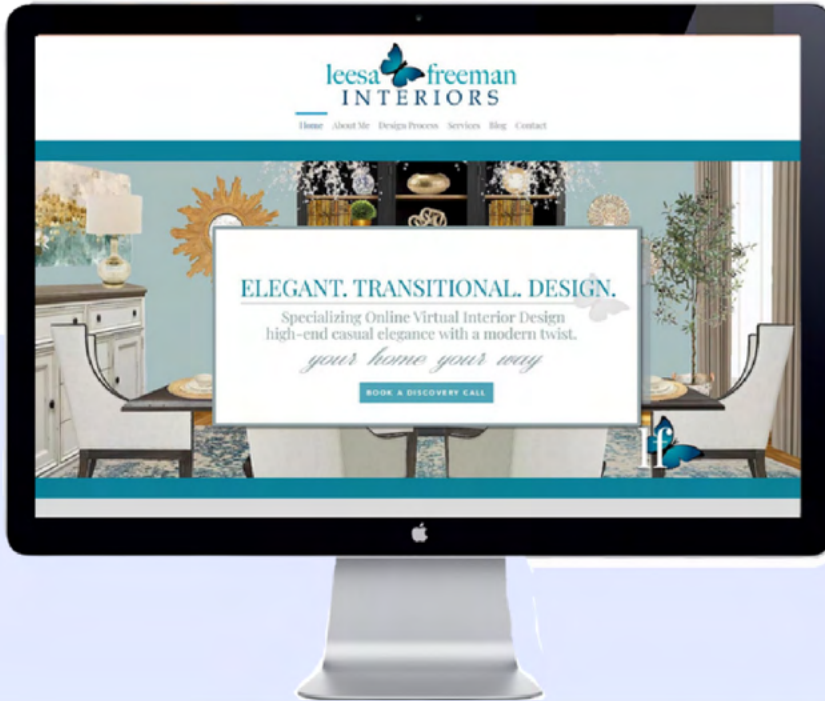 leesa freeman
INTERIORS
Home About Me Design Process Services Blog Contact
ELEGANT. TRANSITIONAL. DESIGN.
Specializing Online Virtual Interior Design
high-end casual elegance with a modern twist.
your home your way
BOOK A DISCOVERY CALL
lf